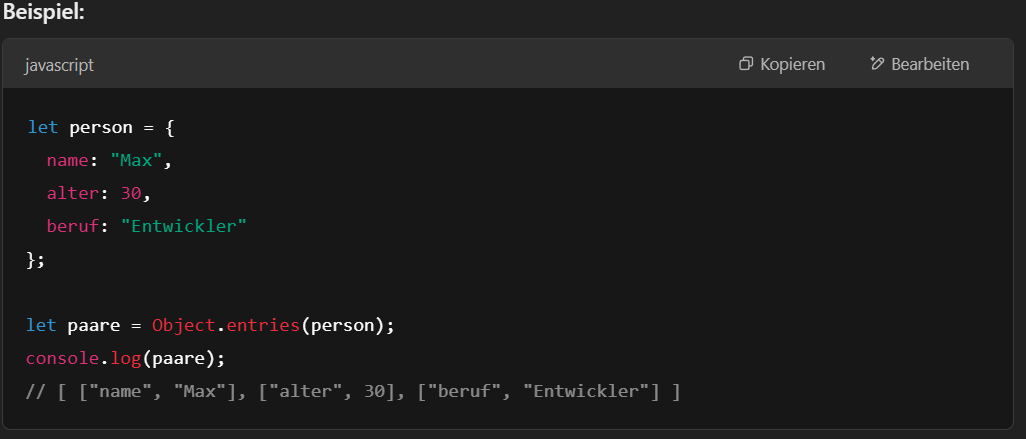 Beispiel:
javascript
Kopieren
Bearbeiten
let person = {
  name: "Max",
  alter: 30,
  beruf: "Entwickler"
};

let paare = Object.entries(person);
console.log(paare);
// [ ["name", "Max"], ["alter", 30], ["beruf", "Entwickler"] ]